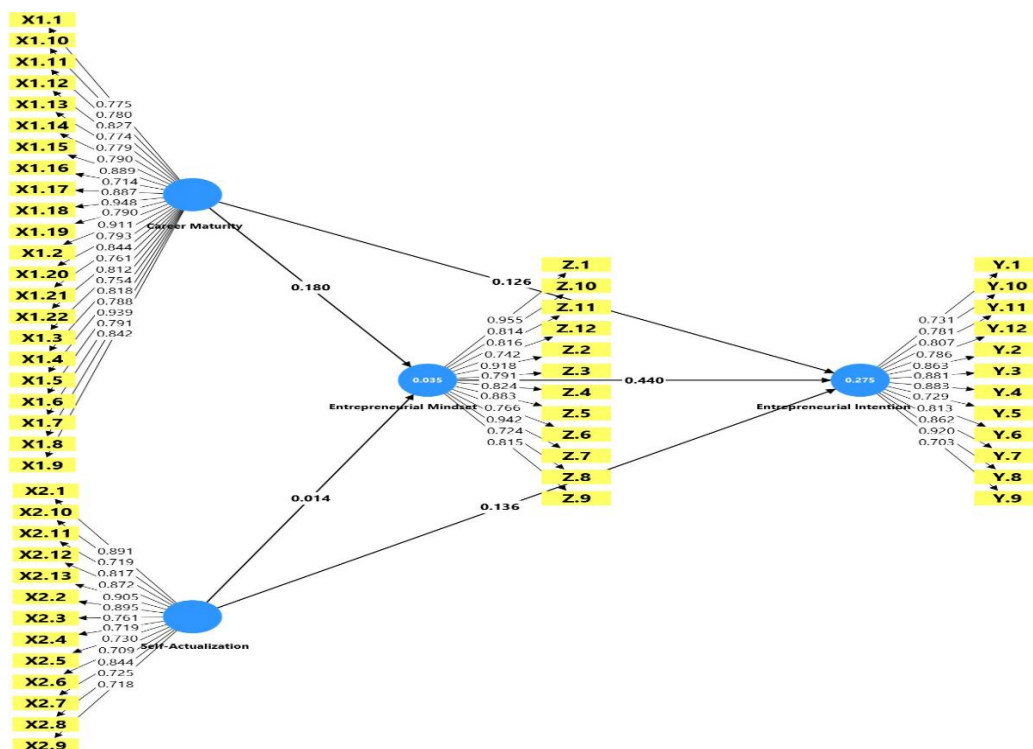 X1.1
X1.10
X1.11
X1.12
X1.13
X1.14
X1.15
X1.16
X1.17
X1.18
X1.19
X1.2
X1.20
X1.21
X1.22
X1.3
X1.4
X1.5
X1.6
X1.7
X1.8
X1.9
0.775
0.780
0.827
0.774
0.779
0.790
0.889
0.714
0.887
0.948
0.790
0.911
0.793
0.844
0.761
0.812
0.754
0.818
0.788
0.939
0.791
0.842
Career Maturity
0.180
0.126
X2.1
X2.10
X2.11
X2.12
X2.13
X2.2
X2.3
X2.4
X2.5
X2.6
X2.7
X2.8
X2.9
0.891
0.719
0.817
0.872
0.905
0.895
0.761
0.719
0.730
0.709
0.844
0.725
0.718
Self-Actualization
0.014
0.136
0.035
Entrepreneurial Mindset
0.955
0.814
0.816
0.742
0.918
0.791
0.824
0.883
0.766
0.942
0.724
0.815
Z.1
Z.10
Z.11
Z.12
Z.2
Z.3
Z.4
Z.5
Z.6
Z.7
Z.8
Z.9
0.440
0.275
Entrepreneurial Intention
0.731
0.781
0.807
0.786
0.863
0.881
0.883
0.729
0.813
0.862
0.920
0.703
Y.1
Y.10
Y.11
Y.12
Y.2
Y.3
Y.4
Y.5
Y.6
Y.7
Y.8
Y.9